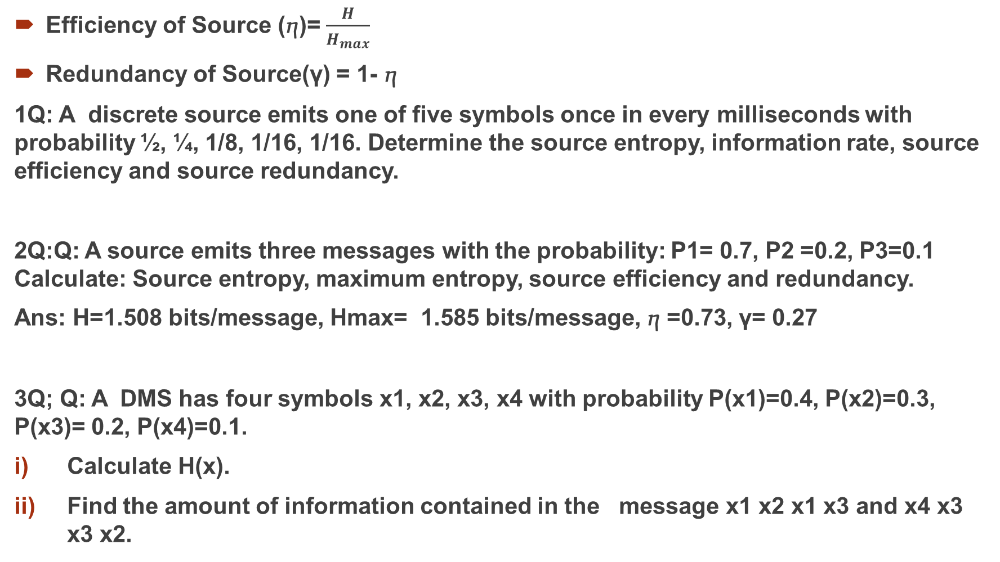 Efficiency of Source (η)= H/Hmax
Redundancy of Source(γ) = 1- η
1Q: A discrete source emits one of five symbols once in every milliseconds with
probability ½, ¼, 1/8, 1/16, 1/16. Determine the source entropy, information rate, source
efficiency and source redundancy.
2Q:Q: A source emits three messages with the probability: P1= 0.7, P2 =0.2, P3=0.1
Calculate: Source entropy, maximum entropy, source efficiency and redundancy.
Ans: H=1.508 bits/message, Hmax= 1.585 bits/message, η =0.73, γ= 0.27
3Q; Q: A DMS has four symbols x1, x2, x3, x4 with probability P(x1)=0.4, P(x2)=0.3,
P(x3)= 0.2, P(x4)=0.1.
i) Calculate H(x).
ii) Find the amount of information contained in the message x1 x2 x1 x3 and x4 x3
x3 x2.